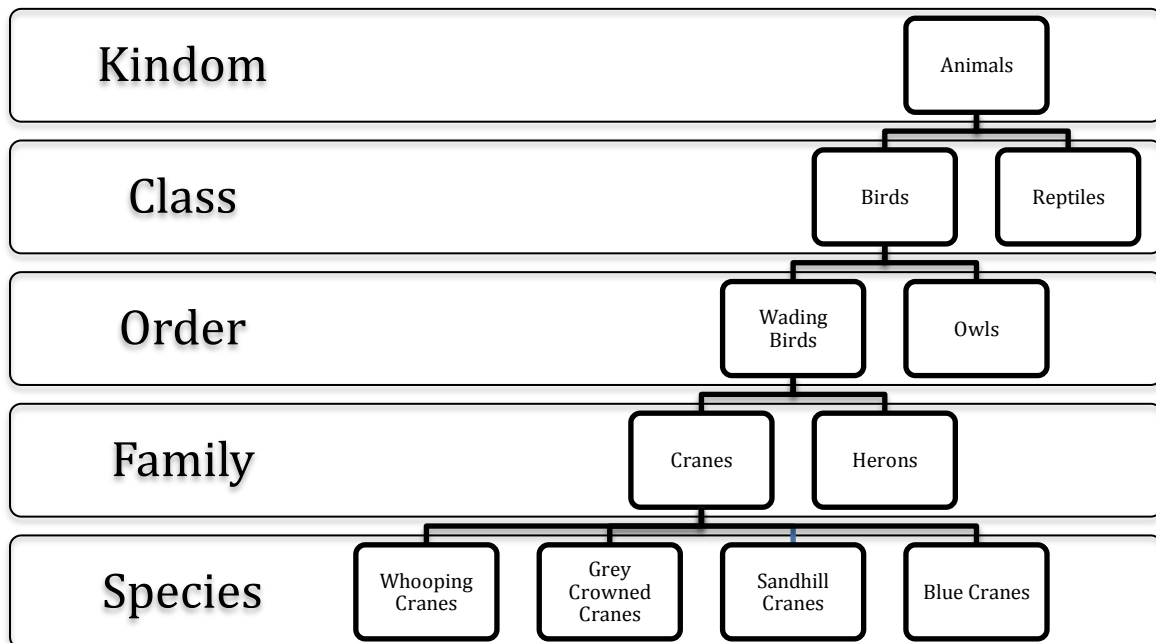 Kindom
Animals
Class
Birds
Reptiles
Order
Wading
Birds
Owls
Family
Cranes
Herons
Species
Whooping
Cranes
Grey
Crowned
Cranes
Sandhill
Cranes
Blue Cranes